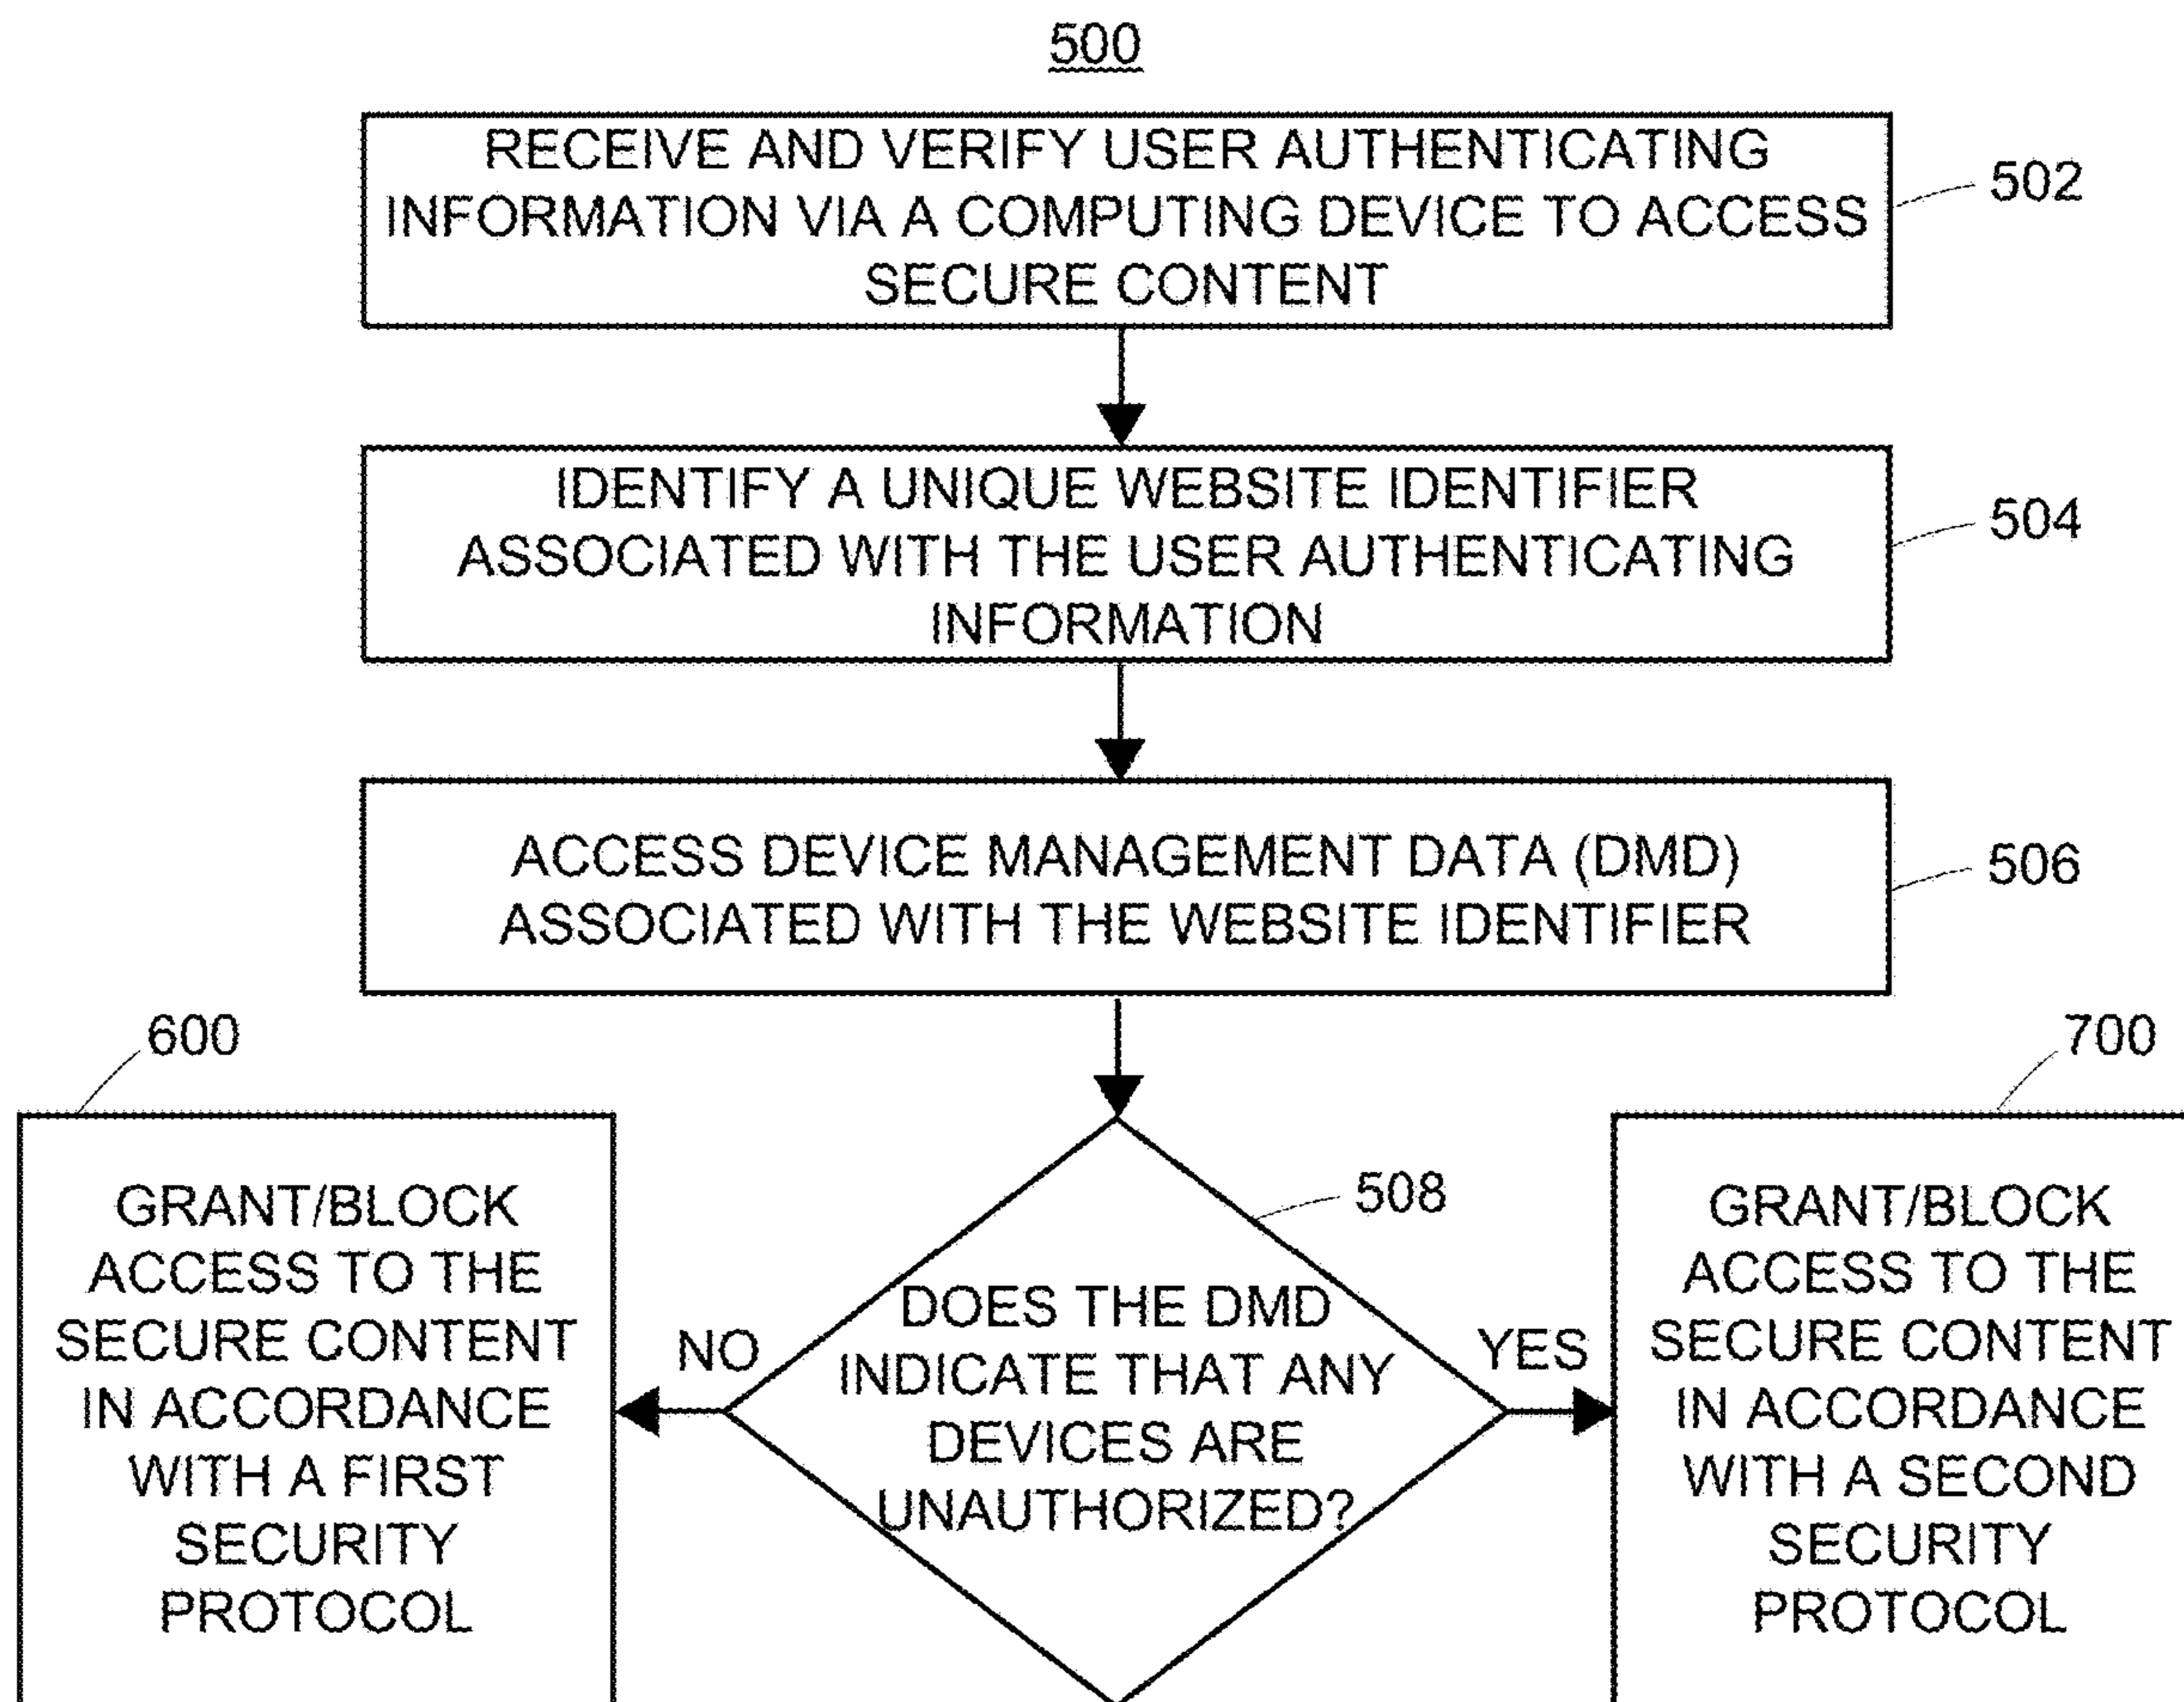 500
RECEIVE AND VERIFY USER AUTHENTICATING
INFORMATION VIA A COMPUTING DEVICE TO ACCESS
SECURE CONTENT
502
IDENTIFY A UNIQUE WEBSITE IDENTIFIER
ASSOCIATED WITH THE USER AUTHENTICATING
INFORMATION
504
ACCESS DEVICE MANAGEMENT DATA (DMD)
ASSOCIATED WITH THE WEBSITE IDENTIFIER
506
600
GRANT/BLOCK
ACCESS TO THE
SECURE CONTENT
IN ACCORDANCE
WITH A FIRST
SECURITY
PROTOCOL
NO
508
DOES THE DMD
INDICATE THAT ANY
DEVICES ARE
UNAUTHORIZED?
YES
700
GRANT/BLOCK
ACCESS TO THE
SECURE CONTENT
IN ACCORDANCE
WITH A SECOND
SECURITY
PROTOCOL